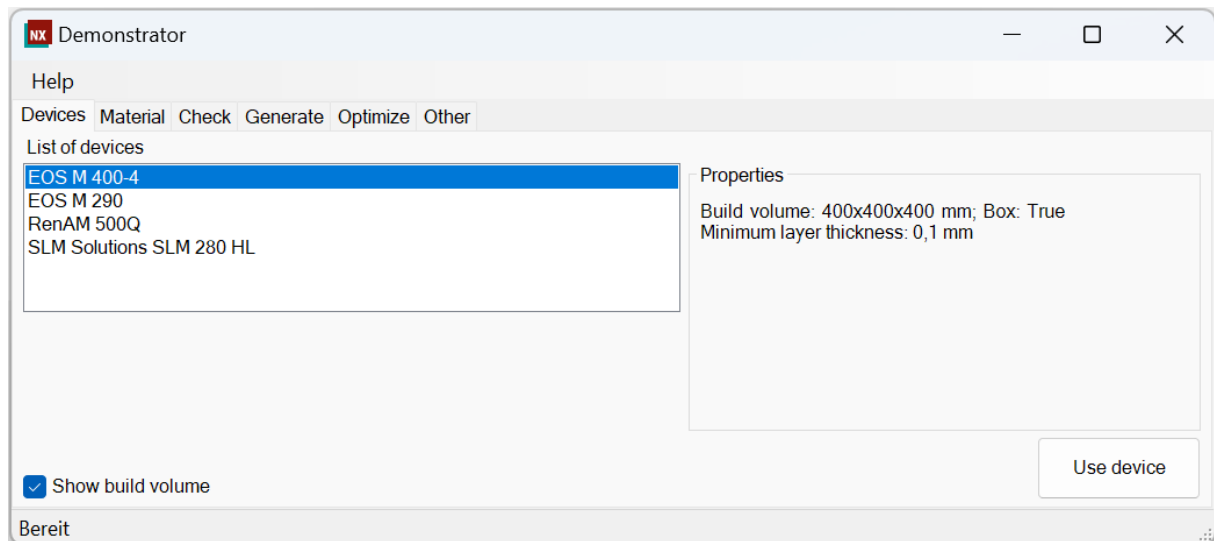 NX Demonstrator
Help
Devices Material Check Generate Optimize Other
List of devices
EOS M 400-4
EOS M 290
RenAM 500Q
SLM Solutions SLM 280 HL
Properties
Build volume: 400x400x400 mm; Box: True
Minimum layer thickness: 0,1 mm
Show build volume
Use device
Bereit